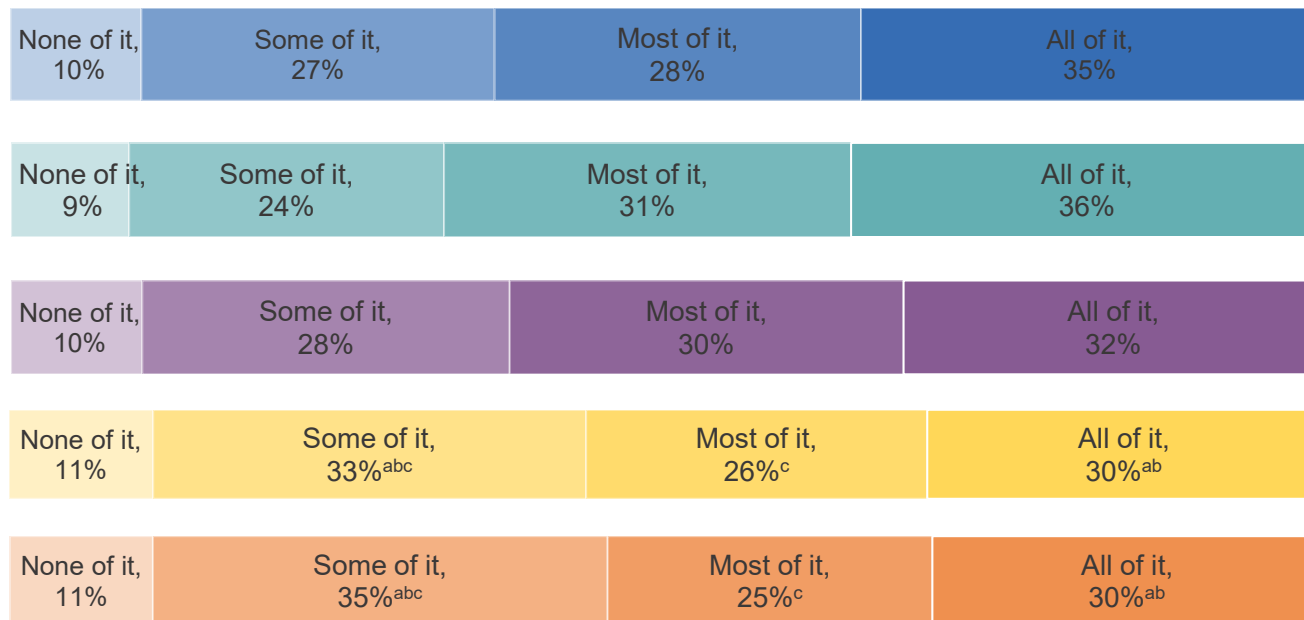 None of it,
10%
Some of it,
27%
Most of it,
28%
All of it,
35%
None of it,
9%
Some of it,
24%
Most of it,
31%
All of it,
36%
None of it,
10%
Some of it,
28%
Most of it,
30%
All of it,
32%
None of it,
11%
Some of it,
33%abc
Most of it,
26%c
All of it,
30%ab
None of it,
11%
Some of it,
35%abc
Most of it,
25%c
All of it,
30%ab